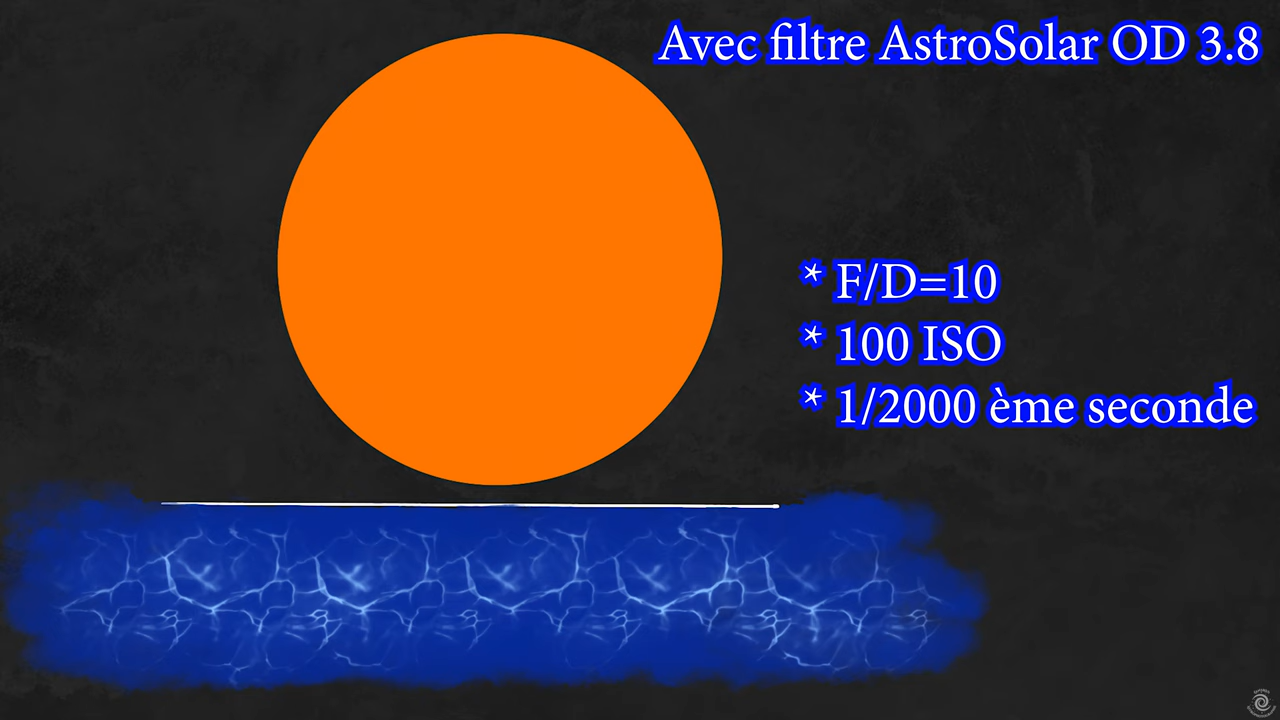 Avec filtre AstroSolar OD 3.8
* F/D=10
* 100 ISO
* 1/2000 ème seconde